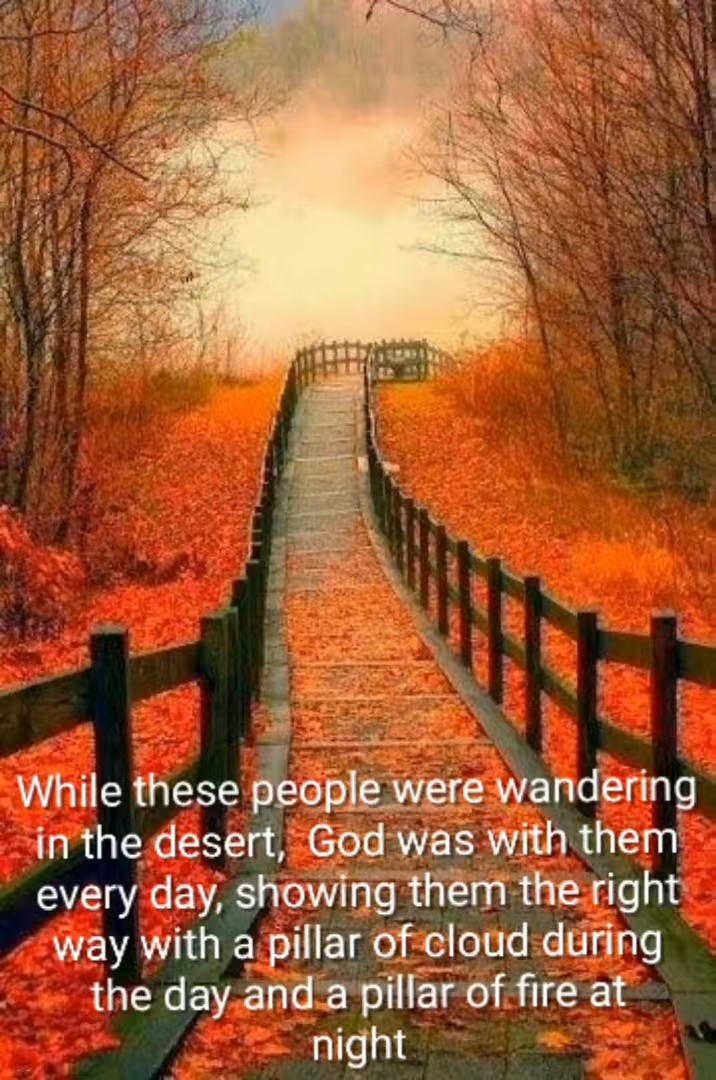 While these people were wandering
in the desert,  God was with them
every day, showing them the right
way with a pillar of cloud during
the day and a pillar of fire at
night